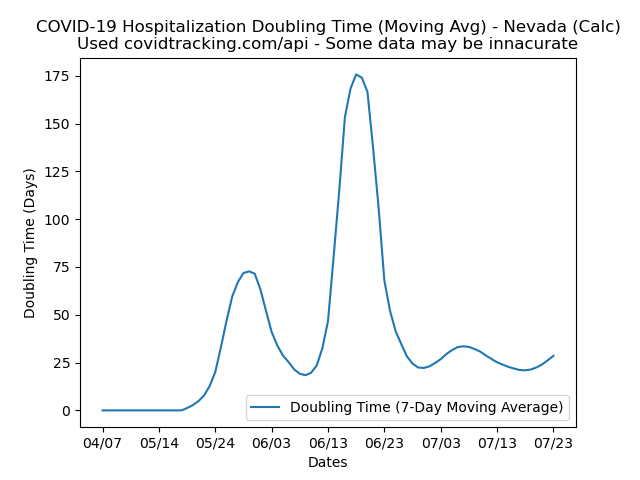 COVID-19 Hospitalization Doubling Time (Moving Avg) - Nevada (Calc)
Used covidtracking.com/api - Some data may be innacurate
175
150
125
100
75
50
25
0
Doubling Time (Days)
Doubling Time (7-Day Moving Average)
04/07 05/14 05/24 06/03 06/13 06/23 07/03 07/13 07/23
Dates